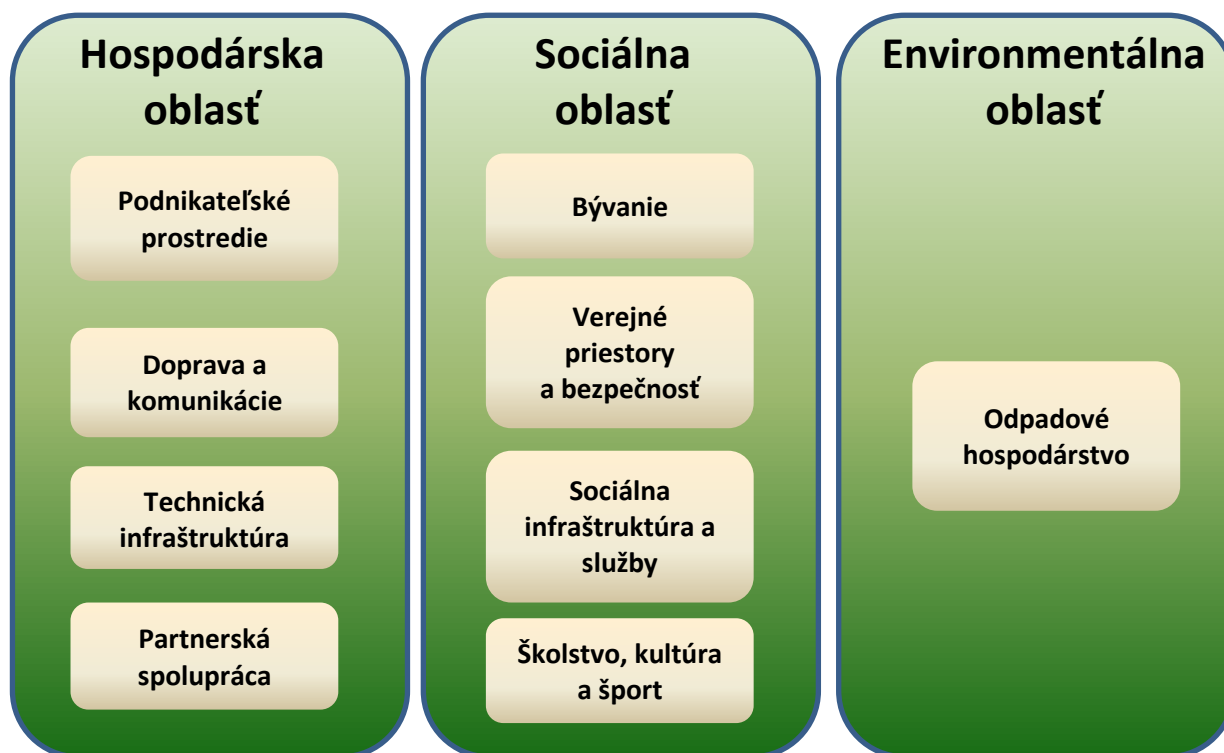 Hospodárska
oblasť
Podnikateľské
prostredie
Doprava a
komunikácie
Technická
infraštruktúra
Partnerská
spolupráca
Sociálna
oblasť
Bývanie
Verejné
priestory
a bezpečnosť
Sociálna
infraštruktúra a
služby
Školstvo, kultúra
a šport
Environmentálna
oblasť
Odpadové
hospodárstvo